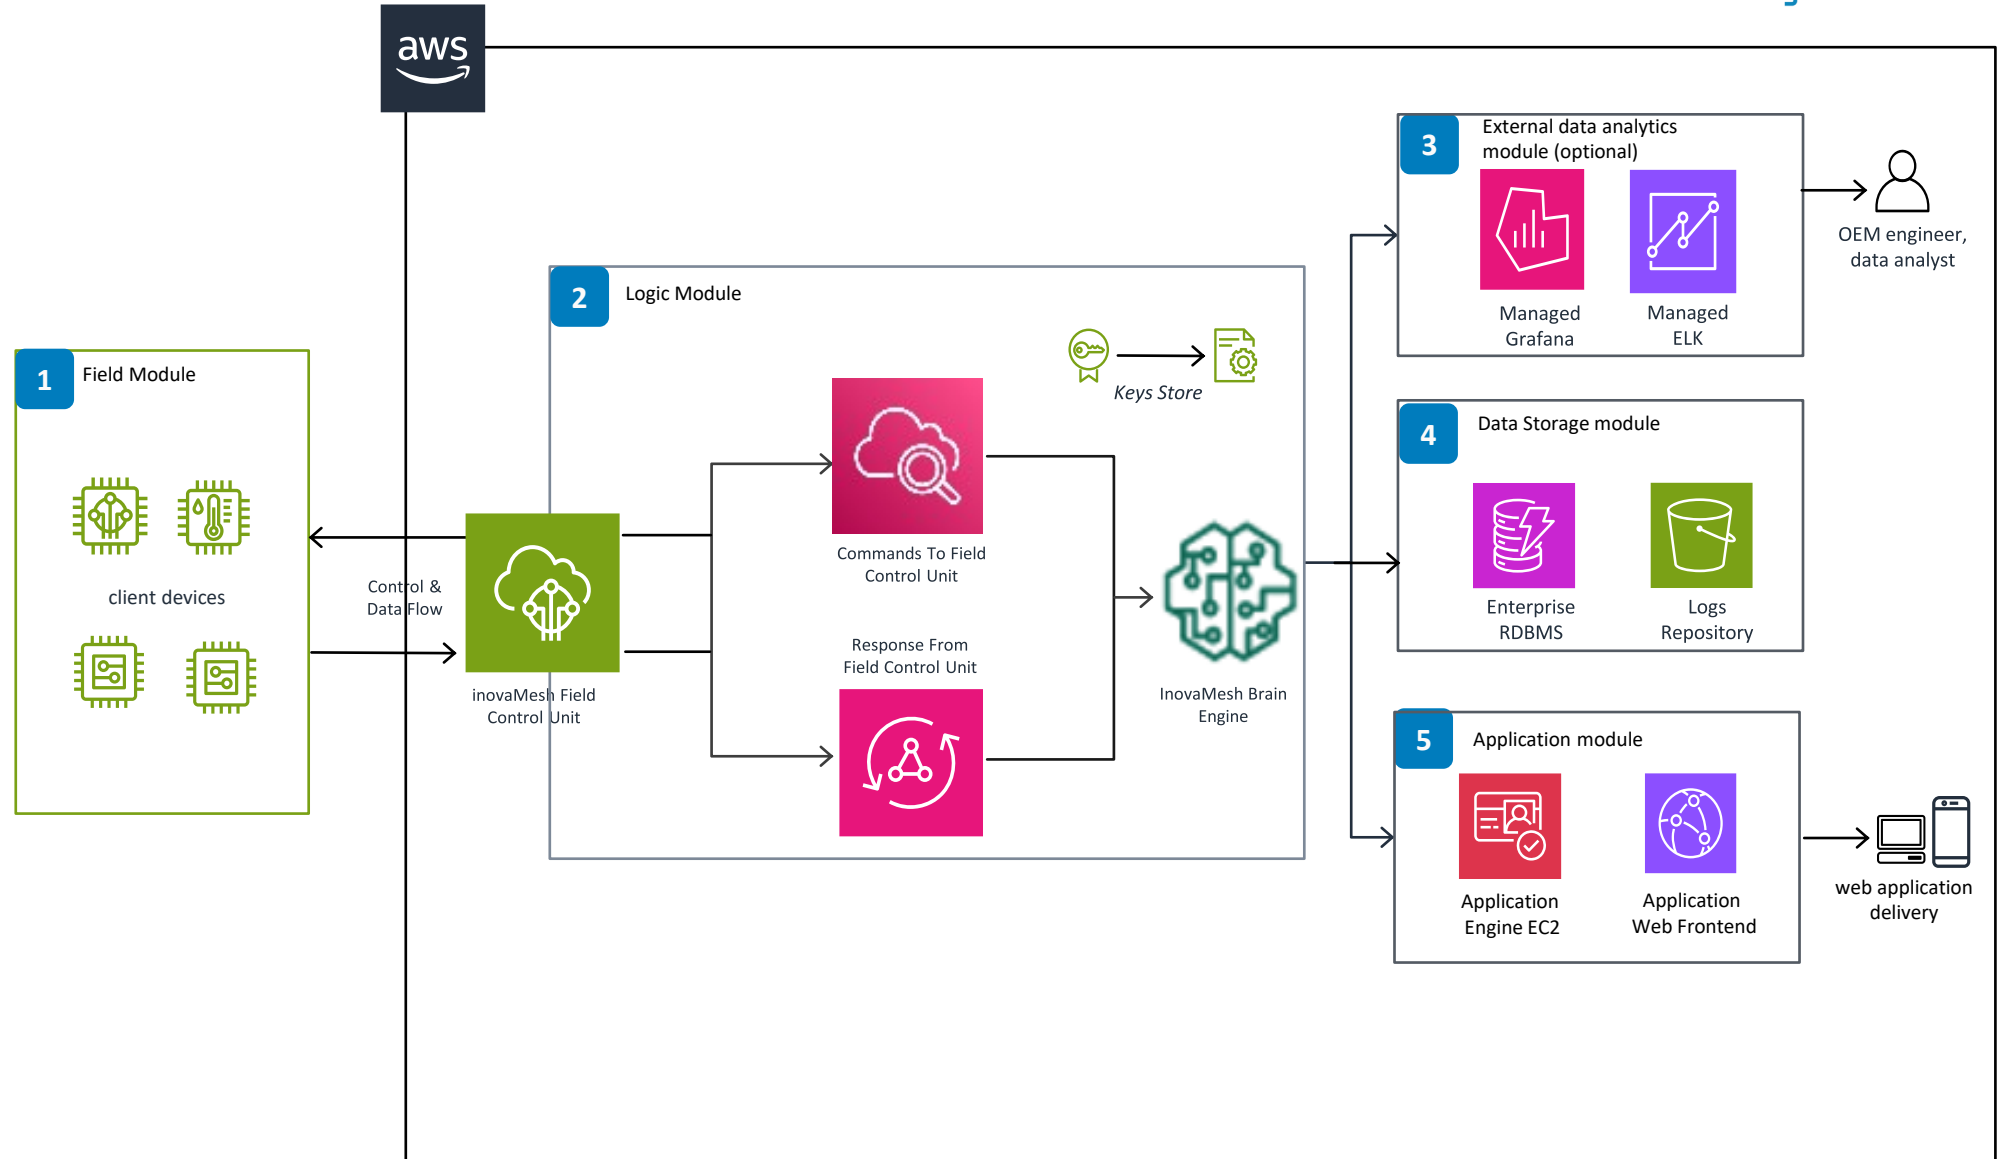 aws
1
Field Module
client devices
Control &
Data Flow
2
Logic Module
inovaMesh Field
Control Unit
Commands To Field
Control Unit
Response From
Field Control Unit
Keys Store
InovaMesh Brain
Engine
3
External data analytics
module (optional)
Managed
Grafana
Managed
ELK
OEM engineer,
data analyst
4
Data Storage module
Enterprise
RDBMS
Logs
Repository
5
Application module
Application
Engine EC2
Application
Web Frontend
web application
delivery